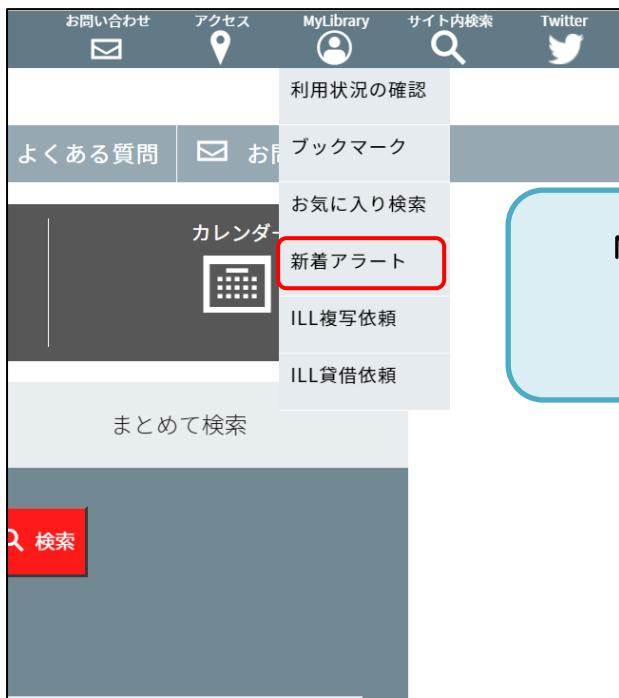 お問い合わせ
アクセス
MyLibrary
サイト内検索
Twitter
よくある質問
お
カレンダー
利用状況の確認
ブックマーク
お気に入り検索
新着アラート
ILL複写依頼
ILL貸借依頼
まとめて検索
検索